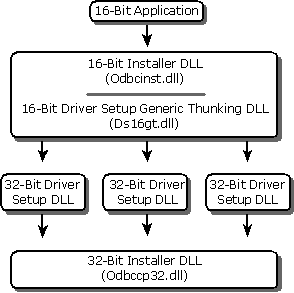 16-Bit Application
16-Bit Installer DLL
(Odbcinst.dll)
16-Bit Driver Setup Generic Thunking DLL
(Ds16gt.dll)
32-Bit Driver
Setup DLL
32-Bit Driver
Setup DLL
32-Bit Driver
Setup DLL
32-Bit Installer DLL
(Odbccp32.dll)